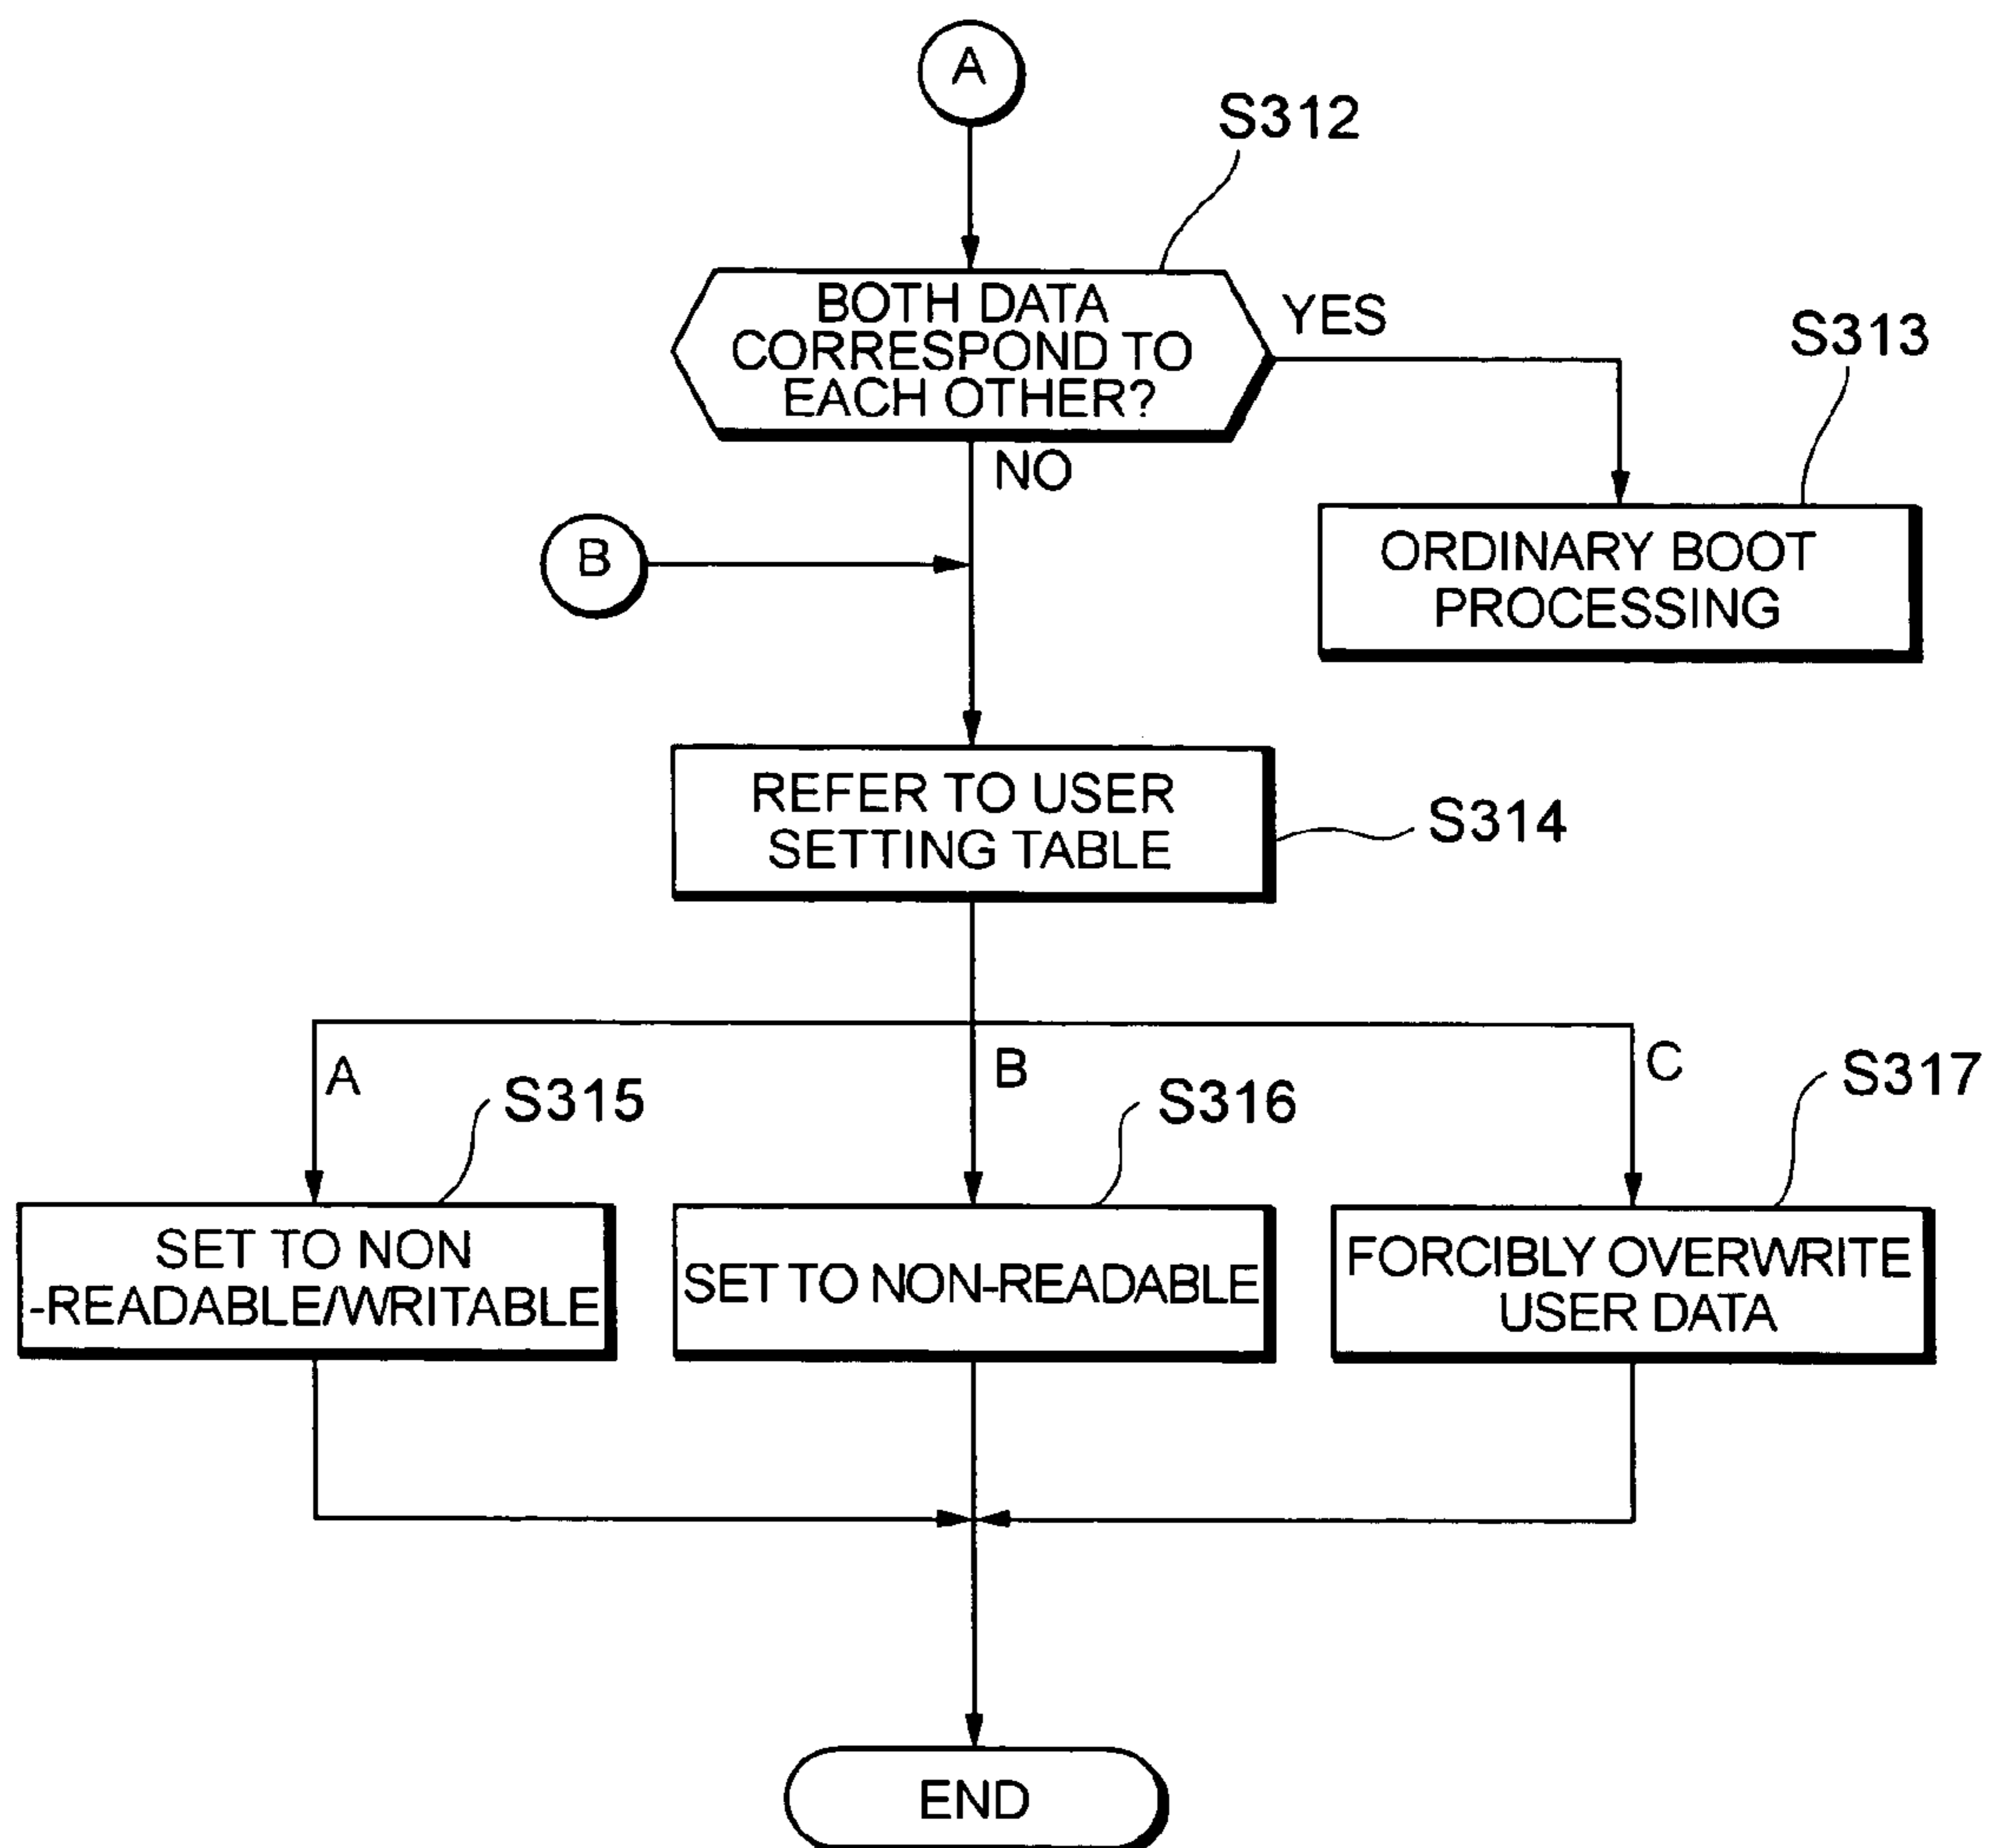 A
S312
BOTH DATA
CORRESPOND TO
EACH OTHER?
YES
S313
NO
ORDINARY BOOT
PROCESSING
B
REFER TO USER
SETTING TABLE
S314
A
S315
B
S316
C
S317
SET TO NON
-READABLE/WRITABLE
SET TO NON-READABLE
FORCIBLY OVERWRITE
USER DATA
END